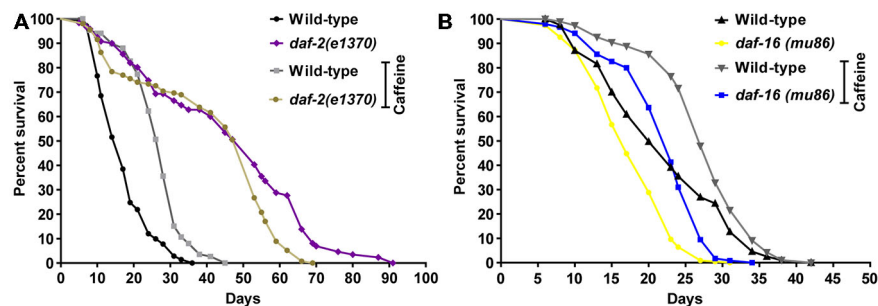 A
Percent survival
100
90
80
70
60
50
40
30
20
10
0
0 10 20 30 40 50 60 70 80 90 100
Days
Wild-type
daf-2(e1370)
Wild-type
daf-2(e1370)
Caffeine
B
Percent survival
100
90
80
70
60
50
40
30
20
10
0
0 5 10 15 20 25 30 35 40 45 50
Days
Wild-type
daf-16 (mu86)
Wild-type
daf-16 (mu86)
Caffeine